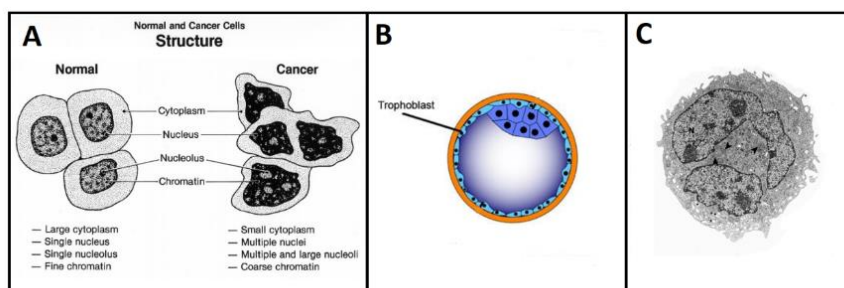 A
Normal and Cancer Cells
Structure
Normal
Cancer
Cytoplasm
Nucleus
Nucleolus
Chromatin
— Large cytoplasm
— Single nucleus
— Single nucleolus
— Fine chromatin
— Small cytoplasm
— Multiple nuclei
— Multiple and large nucleoli
— Coarse chromatin
B
Trophoblast
C
N